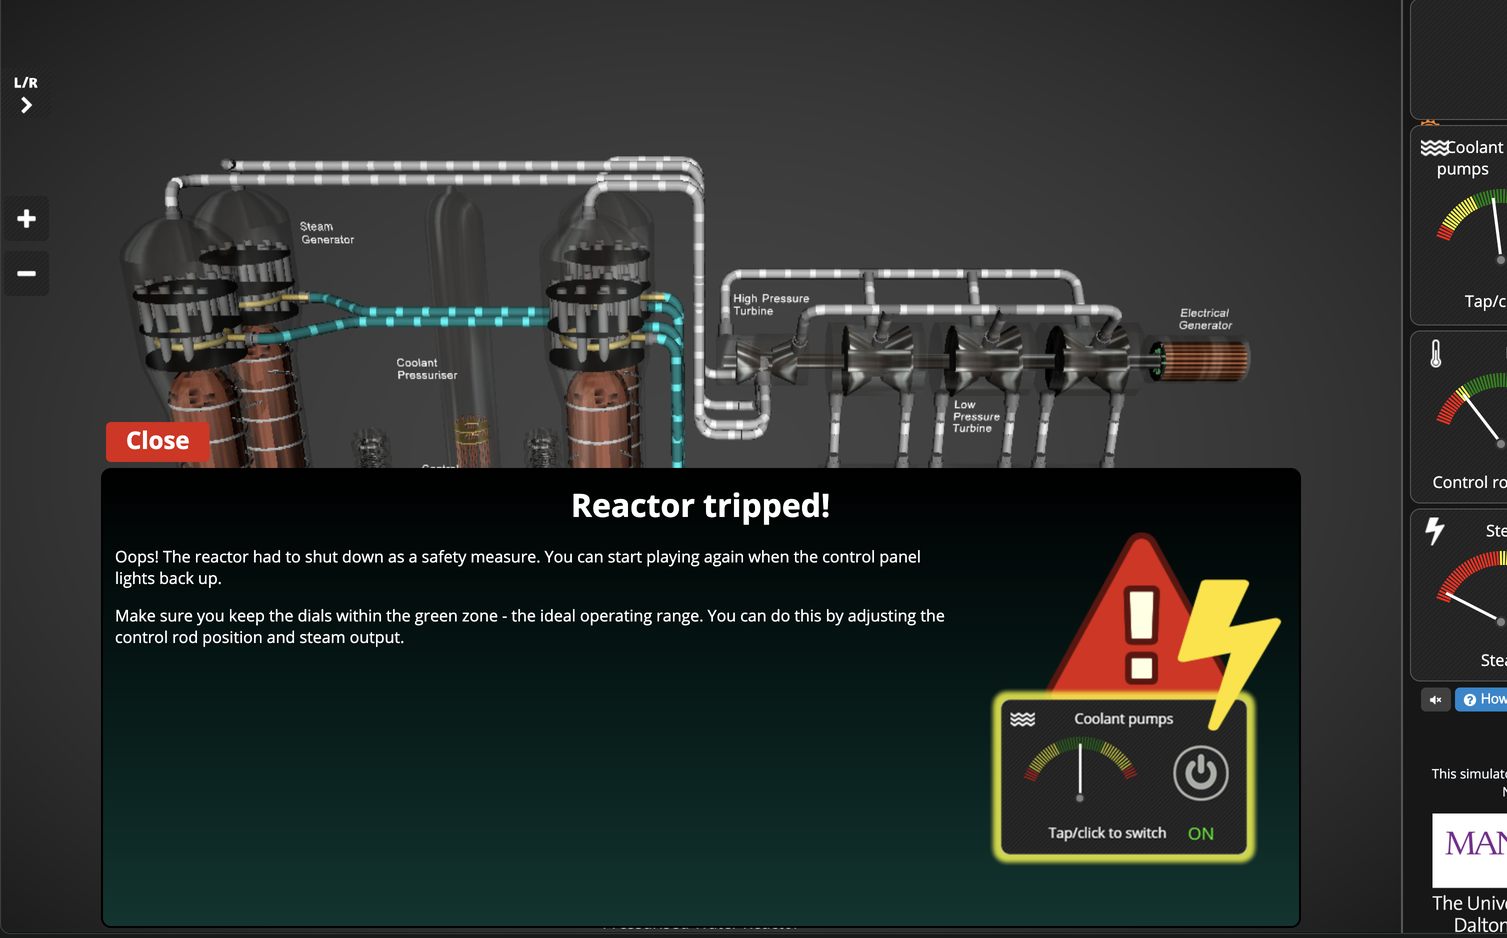 L/R
Steam
Generator
High Pressure
Turbine
Electrical
Generator
Coolant
Pressuriser
Low
Pressure
Turbine
Close
Reactor tripped!
Oops! The reactor had to shut down as a safety measure. You can start playing again when the control panel
lights back up.
Make sure you keep the dials within the green zone - the ideal operating range. You can do this by adjusting the
control rod position and steam output.
Coolant pumps
Tap/click to switch ON
Coolant
pumps
Tap/c
Control ro
Ste
Stea
How
This simulato
N
MAN
The Unive
Dalton